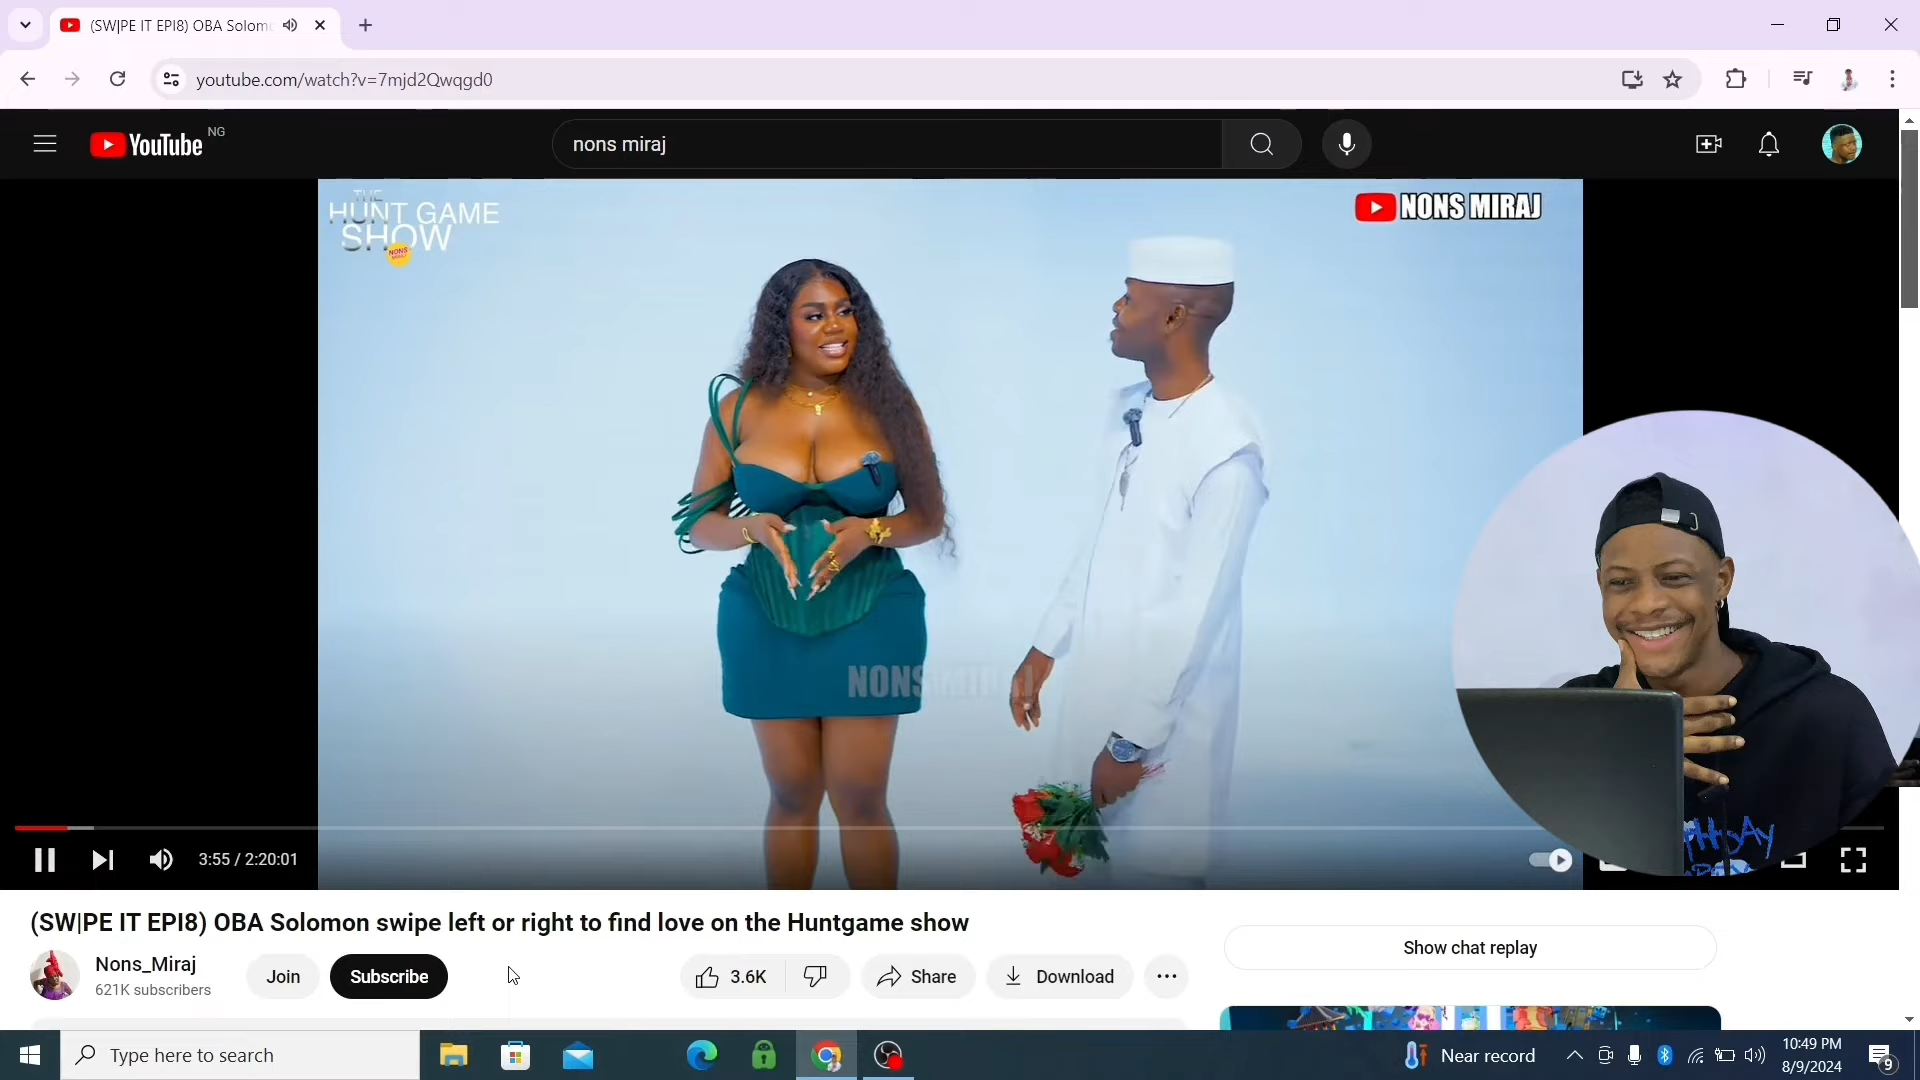 (SW|PE IT EPI8) OBA Solom
youtube.com/watch?v=7mjd2Qwqgd0
YouTube NG
nons miraj
THE
HUNT GAME
SHOW
NONS MIRAJ
NONS MIRAJ
3:55 / 2:20:01
(SW|PE IT EPI8) OBA Solomon swipe left or right to find love on the Huntgame show
Nons_Miraj
621K subscribers
Join
Subscribe
3.6K
Share
Download
Show chat replay
Type here to search
Near record
10:49 PM
8/9/2024
9